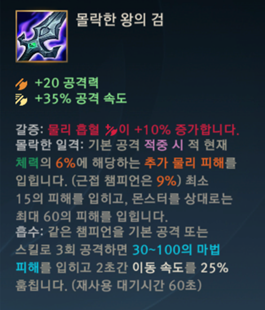 몰락한 왕의 검
+20 공격력
+35% 공격 속도
갈증: 물리 흡혈 이 +10% 증가합니다.
몰락한 일격: 기본 공격 적중 시 적 현재
체력의 6%에 해당하는 추가 물리 피해를
입힙니다. (근접 챔피언은 9%) 최소
15의 피해를 입히고, 몬스터를 상대로는
최대 60의 피해를 입힙니다.
흡수: 같은 챔피언을 기본 공격 또는
스킬로 3회 공격하면 30~100의 마법
피해를 입히고 2초간 이동 속도를 25%
훔칩니다. (재사용 대기시간 60초)